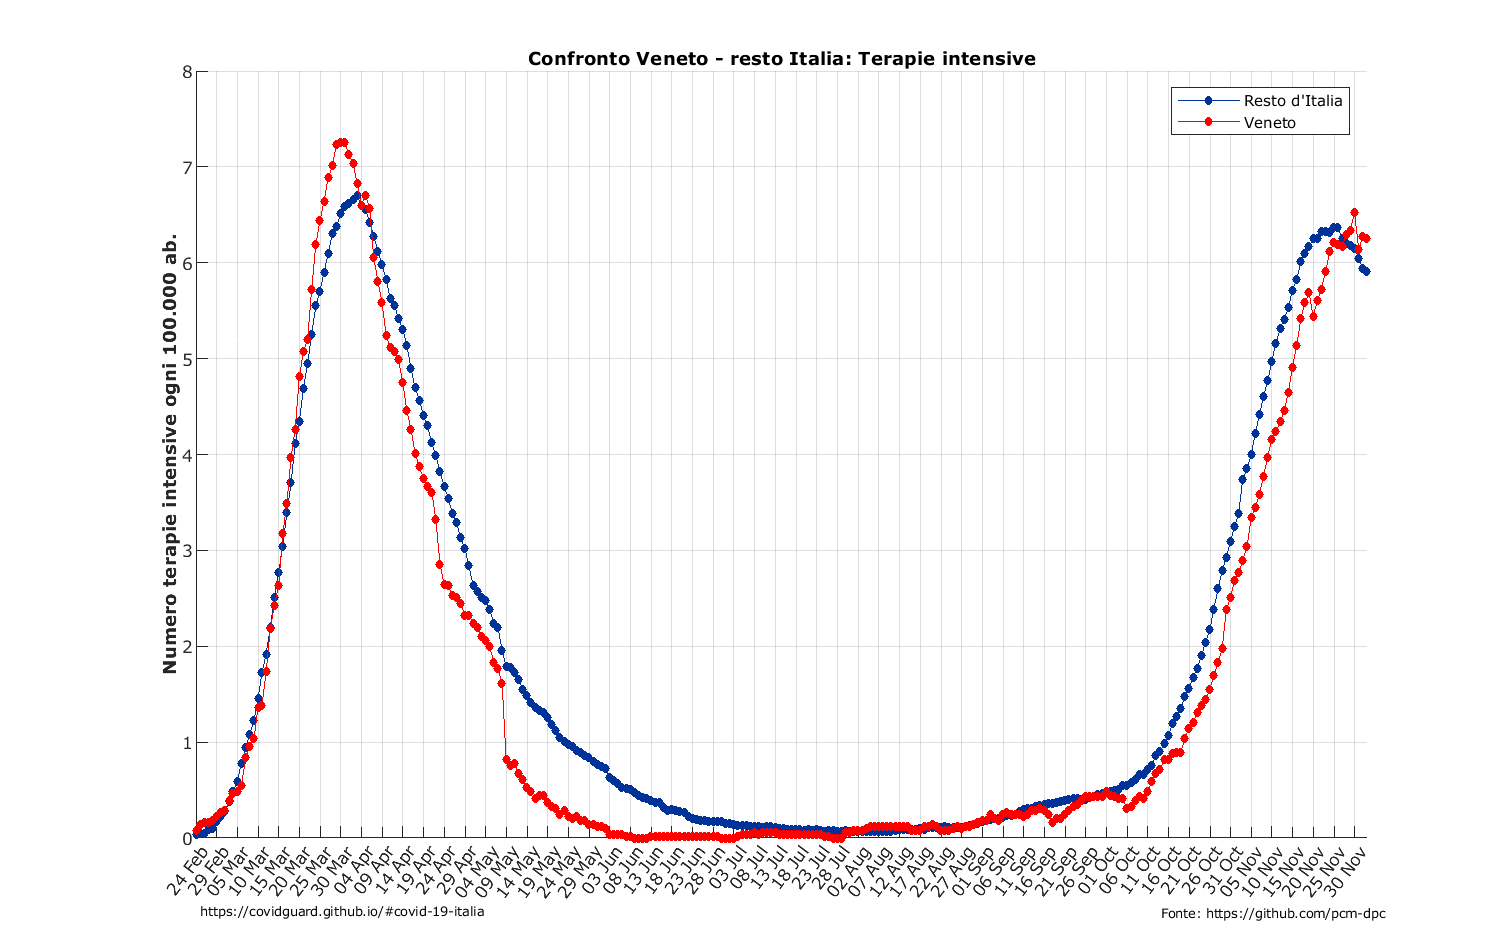 Confronto Veneto - resto Italia: Terapie intensive
Resto d'Italia
Veneto
Numero terapie intensive ogni 100.000 ab.
8
7
6
5
4
3
2
1
0
24 Feb
29 Feb
05 Mar
10 Mar
15 Mar
20 Mar
25 Mar
30 Mar
04 Apr
09 Apr
14 Apr
19 Apr
24 Apr
29 Apr
04 May
09 May
14 May
19 May
24 May
29 May
03 Jun
08 Jun
13 Jun
18 Jun
23 Jun
28 Jun
03 Jul
08 Jul
13 Jul
18 Jul
23 Jul
28 Jul
02 Aug
07 Aug
12 Aug
17 Aug
22 Aug
27 Aug
01 Sep
06 Sep
11 Sep
16 Sep
21 Sep
26 Sep
01 Oct
06 Oct
11 Oct
16 Oct
21 Oct
26 Oct
31 Oct
05 Nov
10 Nov
15 Nov
20 Nov
25 Nov
30 Nov
https://covidguard.github.io/#covid-19-italia
Fonte: https://github.com/pcm-dpc